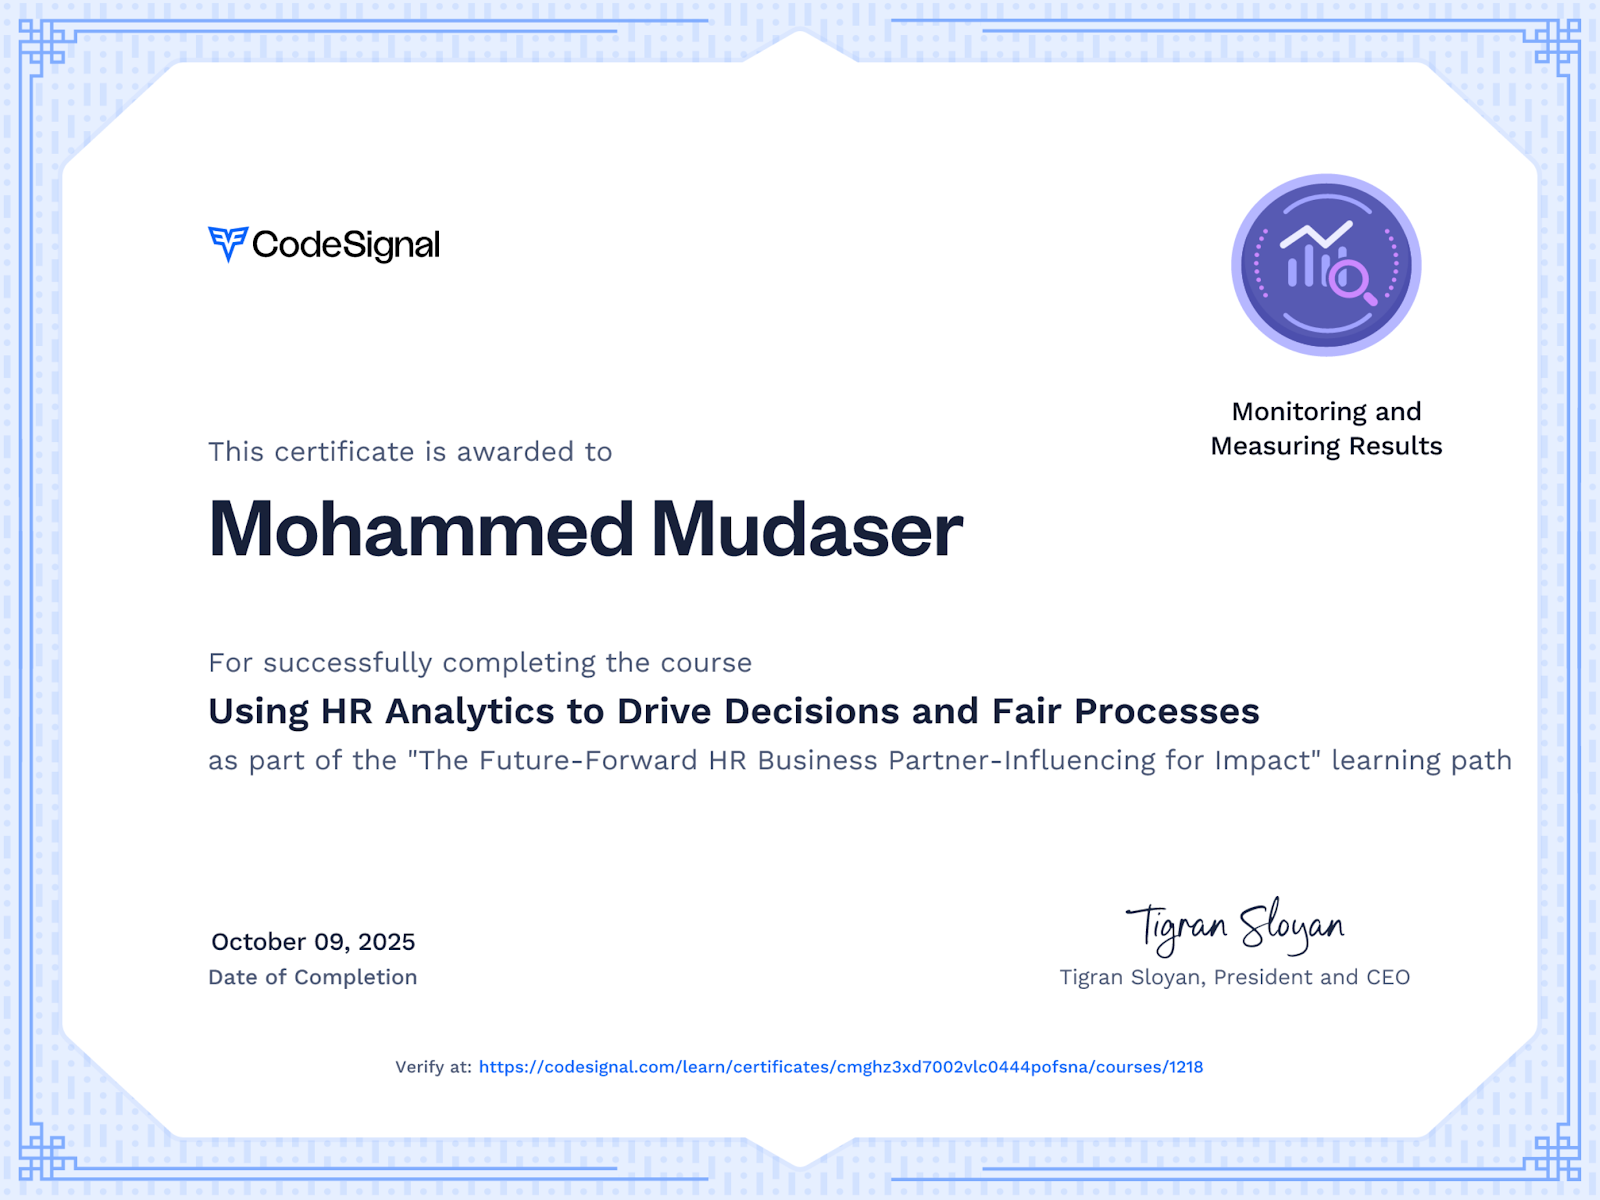 CodeSignal
Monitoring and
Measuring Results
This certificate is awarded to
Mohammed Mudaser
For successfully completing the course
Using HR Analytics to Drive Decisions and Fair Processes
as part of the "The Future-Forward HR Business Partner-Influencing for Impact" learning path
October 09, 2025
Date of Completion
Tigran Sloyan
Tigran Sloyan, President and CEO
Verify at: https://codesignal.com/learn/certificates/cmghz3xd7002vlc0444pofsna/courses/1218